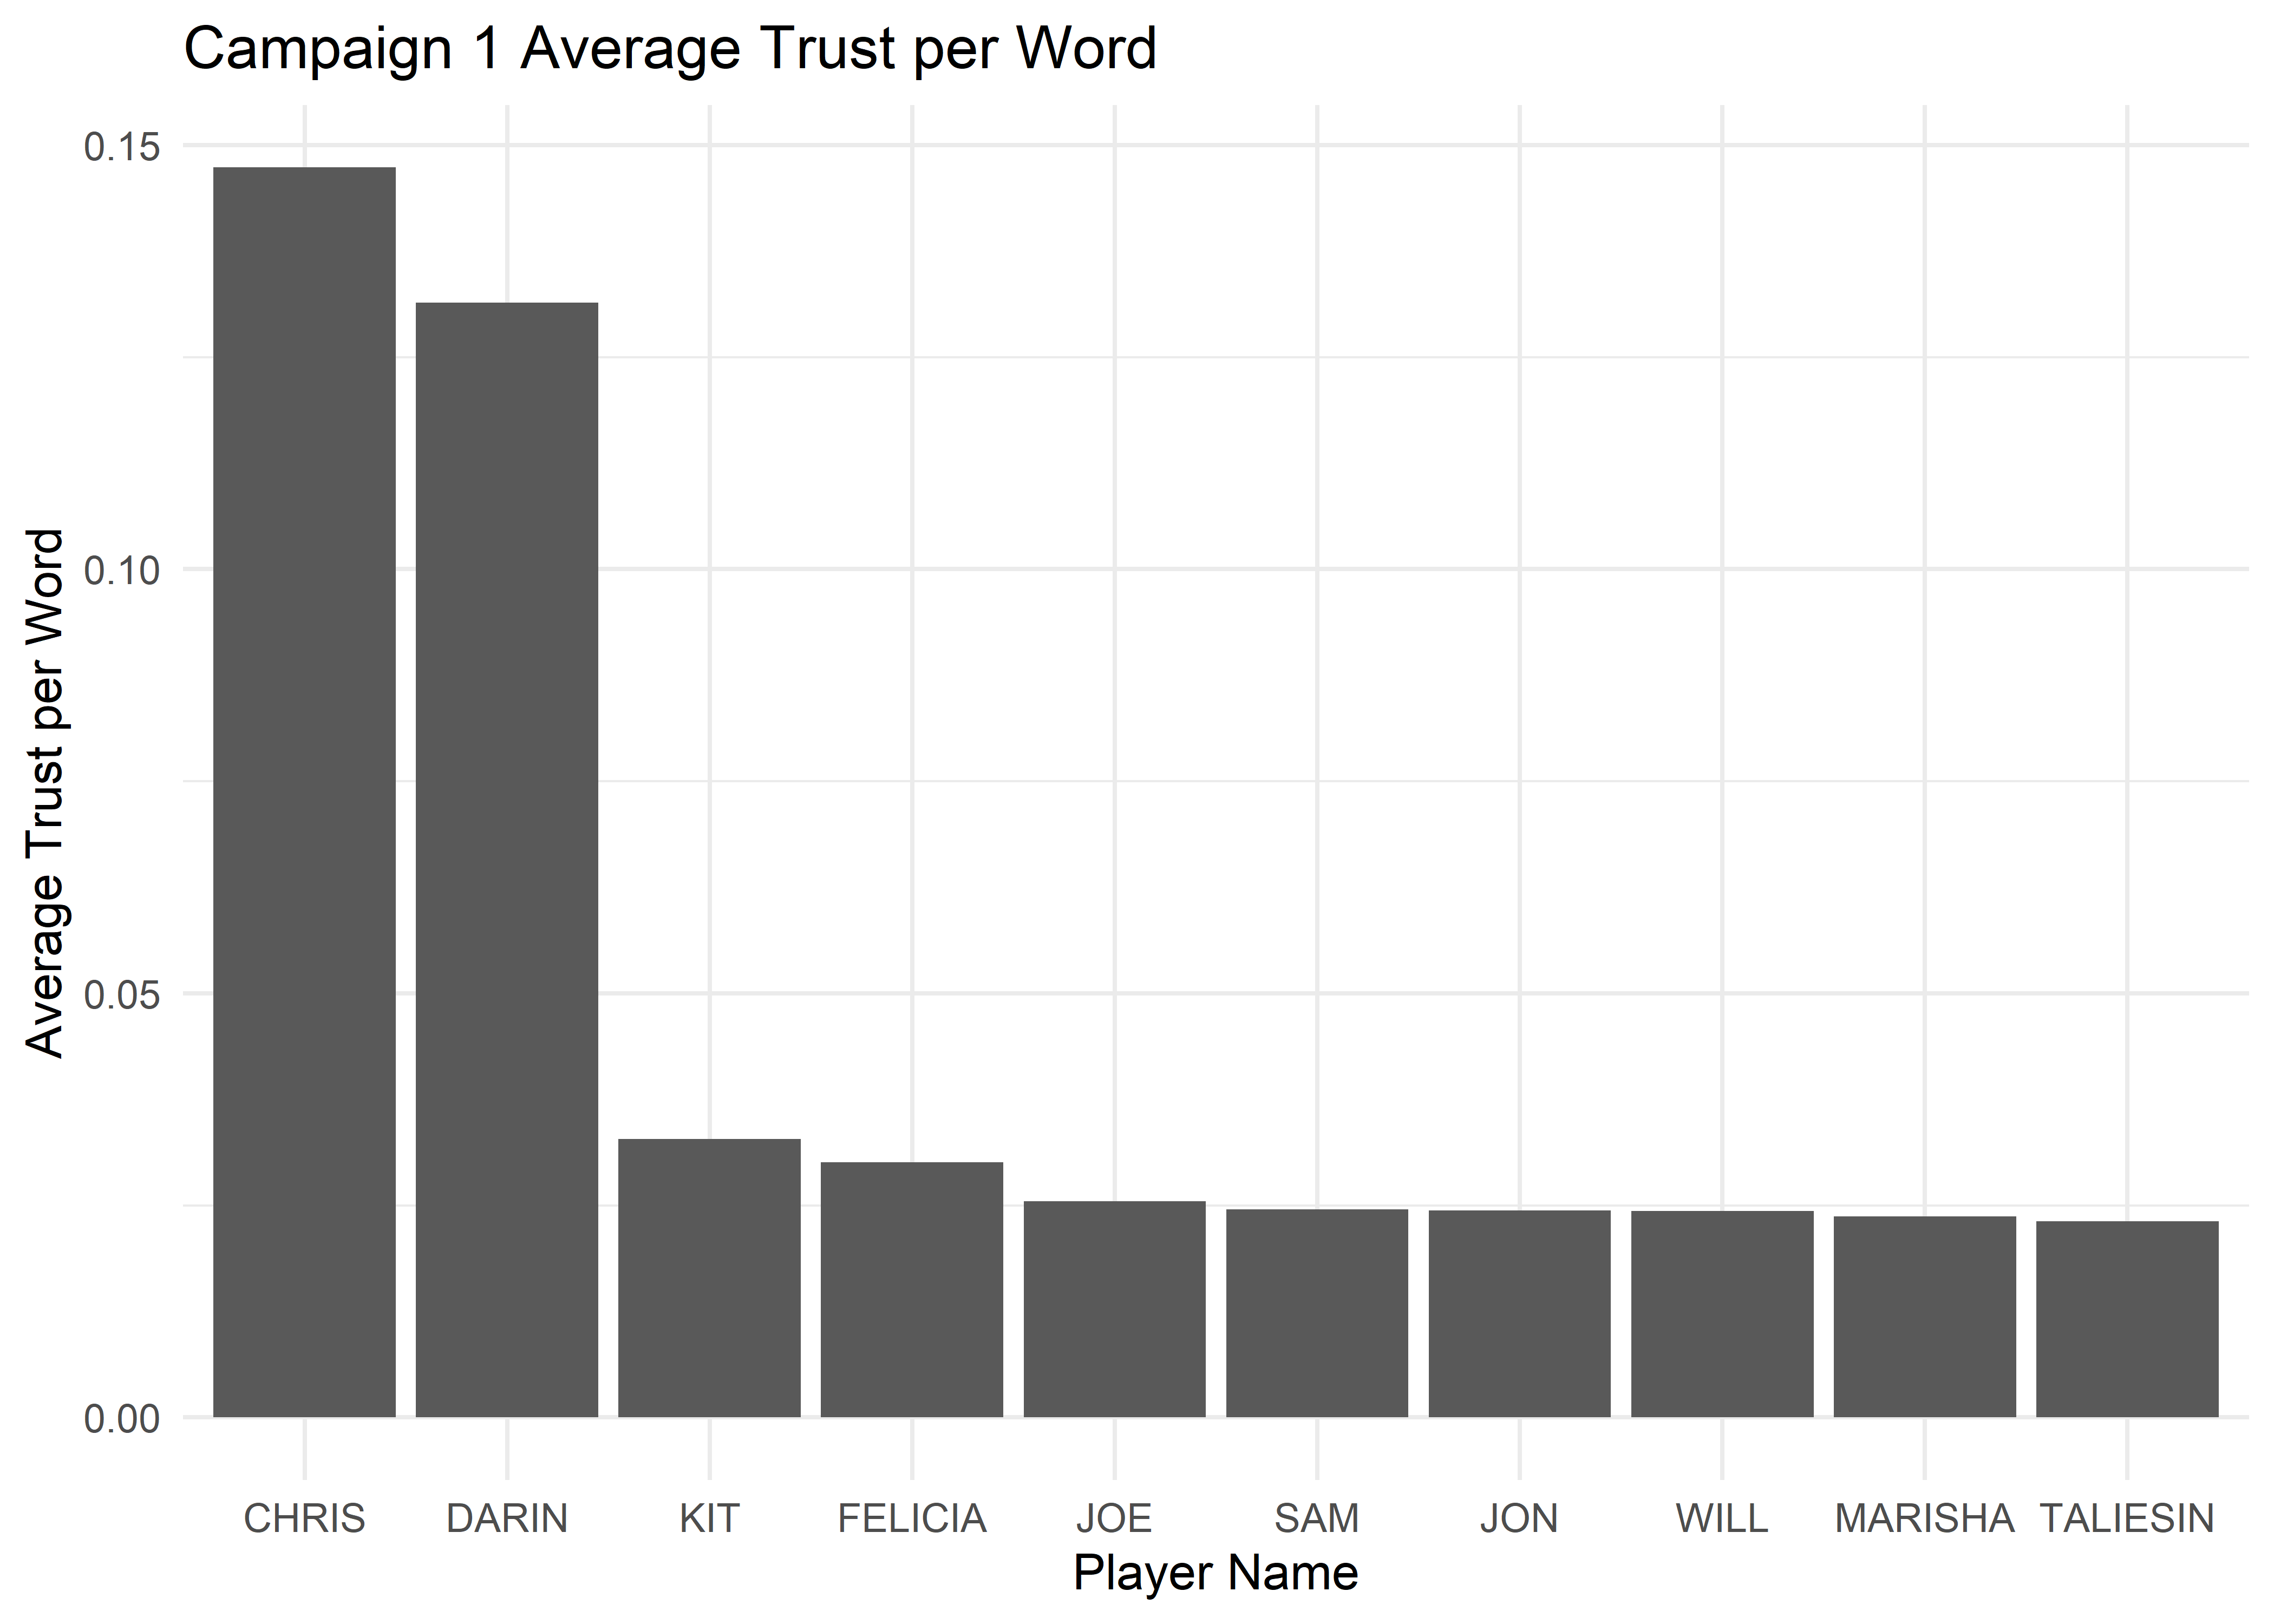 Campaign 1 Average Trust per Word
Average Trust per Word
0.15
0.10
0.05
0.00
CHRIS DARIN KIT FELICIA JOE SAM JON WILL MARISHA TALIESIN
Player Name